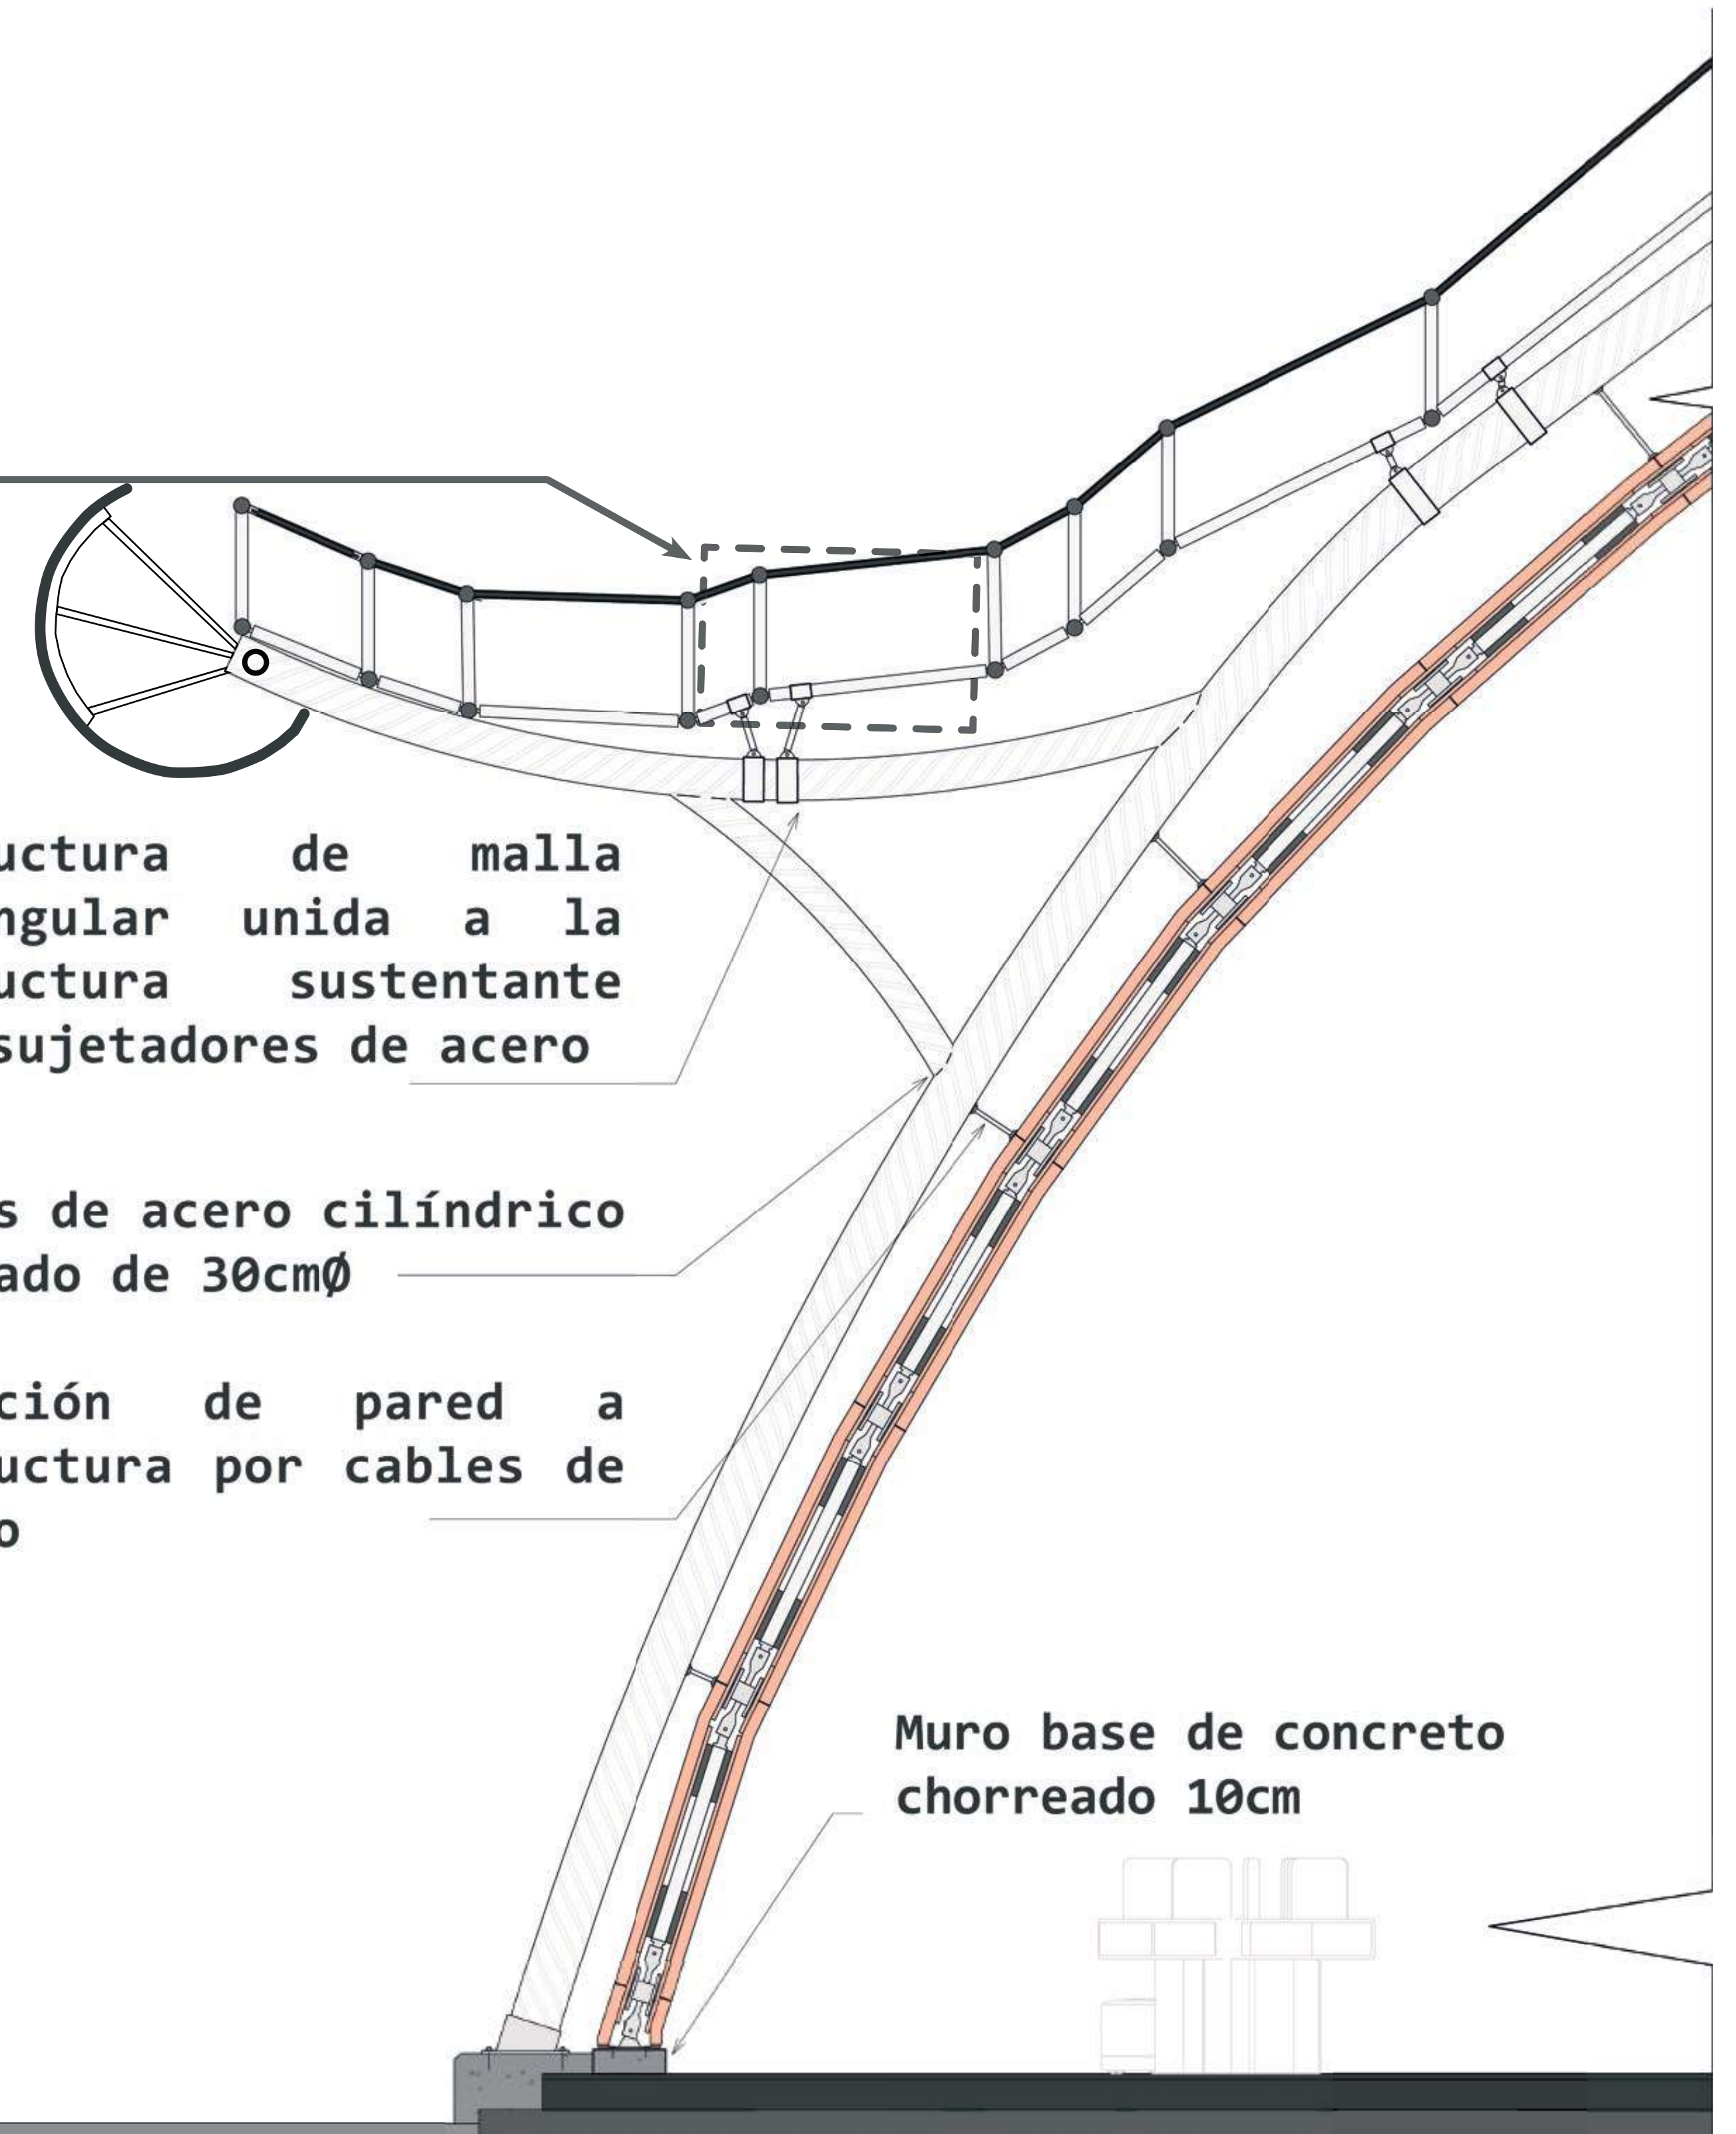 uctura de malla
ngular unida a la
uctura sustentante
sujetadores de acero
s de acero cilíndrico
ado de 30cmØ
ción de pared a
uctura por cables de
o
Muro base de concreto
chorreado 10cm